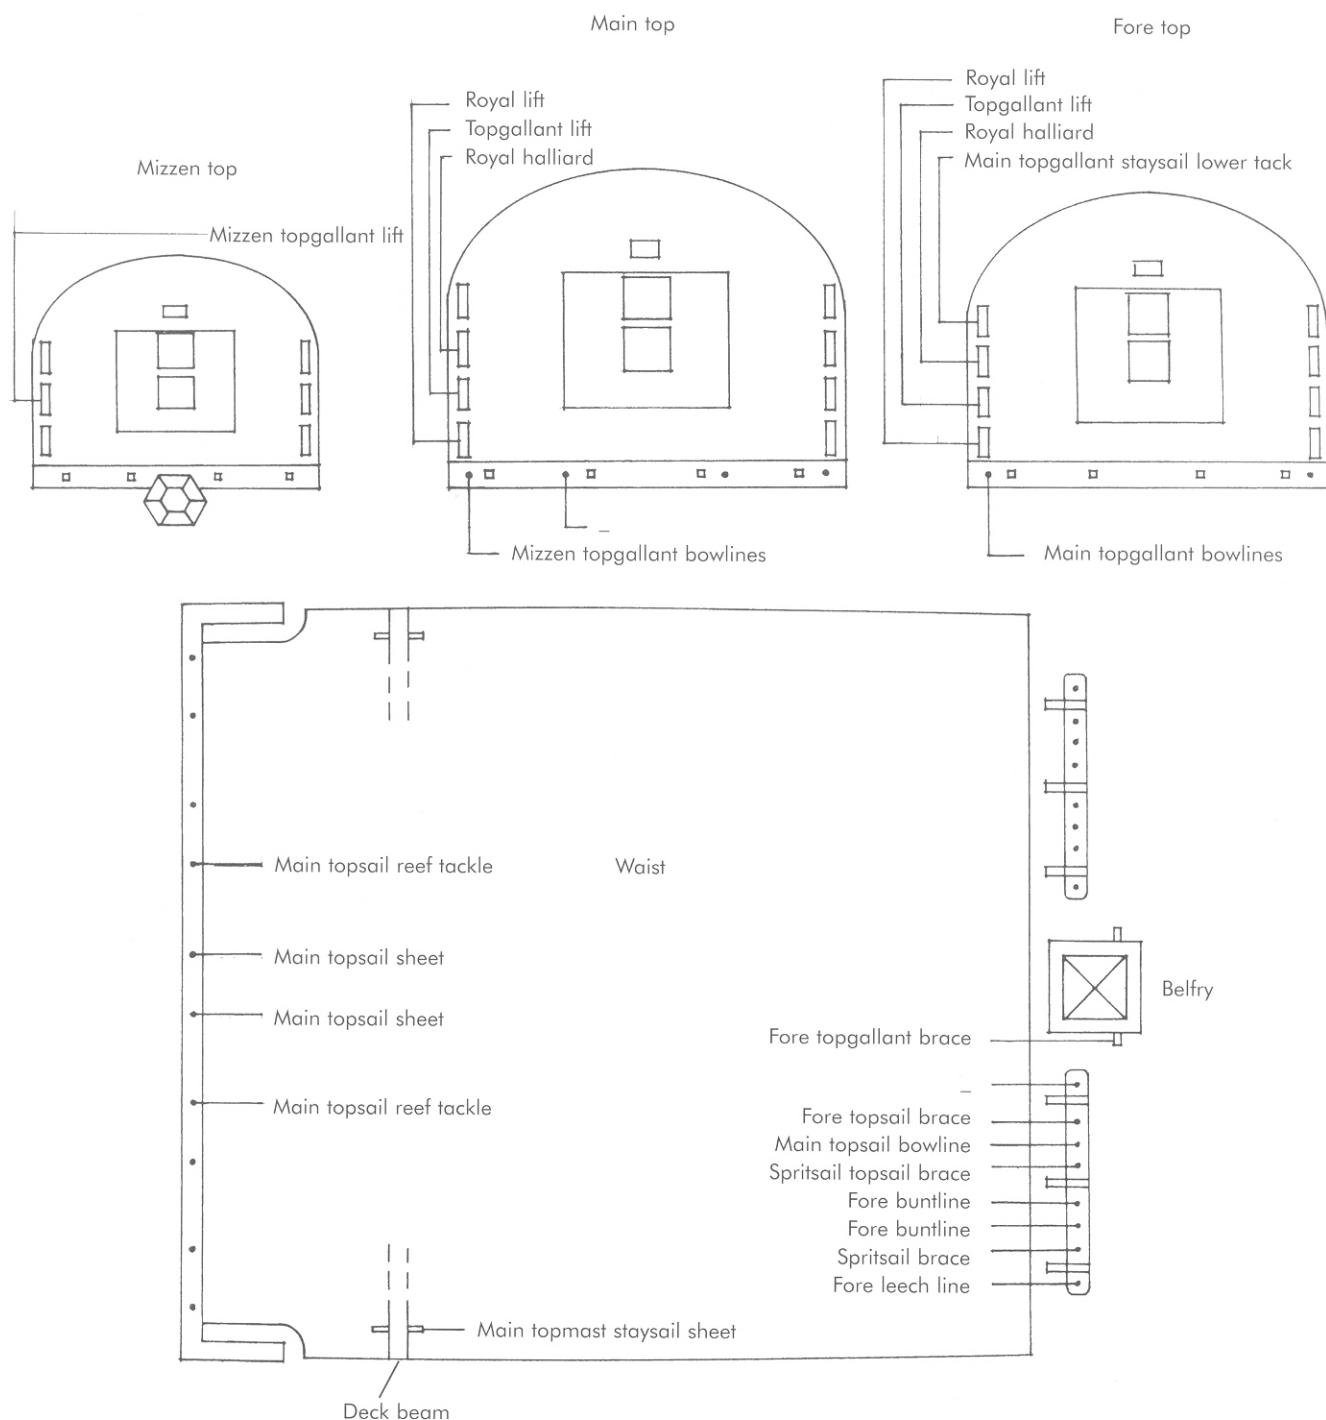 Main top
Fore top
Mizzen top
Royal lift
Topgallant lift
Royal halliard
Royal lift
Topgallant lift
Royal halliard
Main topgallant staysail lower tack
Mizzen topgallant lift
–
Mizzen topgallant bowlines
Main topgallant bowlines
Main topsail reef tackle
Waist
Main topsail sheet
Main topsail sheet
Main topsail reef tackle
Belfry
Fore topgallant brace
–
Fore topsail brace
Main topsail bowline
Spritsail topsail brace
Fore buntline
Fore buntline
Spritsail brace
Fore leech line
Main topmast staysail sheet
Deck beam